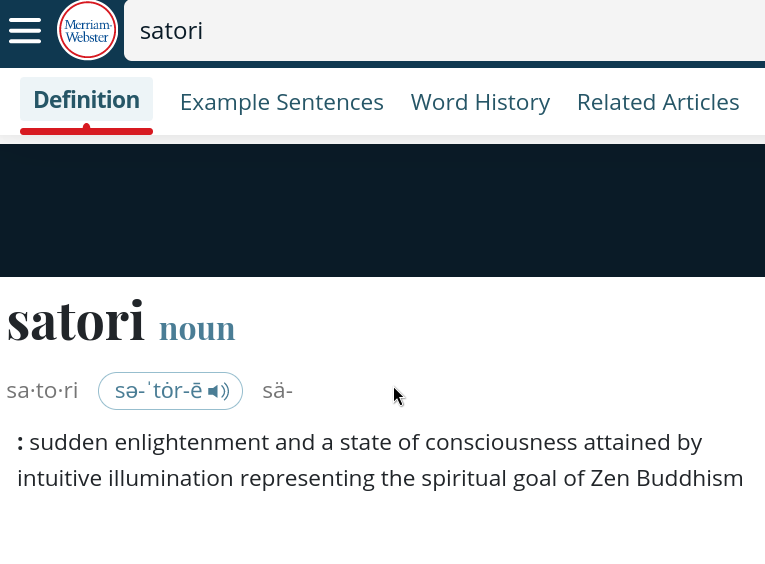 Merriam-
Webster
satori
Definition Example Sentences Word History Related Articles
satori noun
sa·to·ri sə-ˈtȯr-ē sä-
: sudden enlightenment and a state of consciousness attained by
intuitive illumination representing the spiritual goal of Zen Buddhism